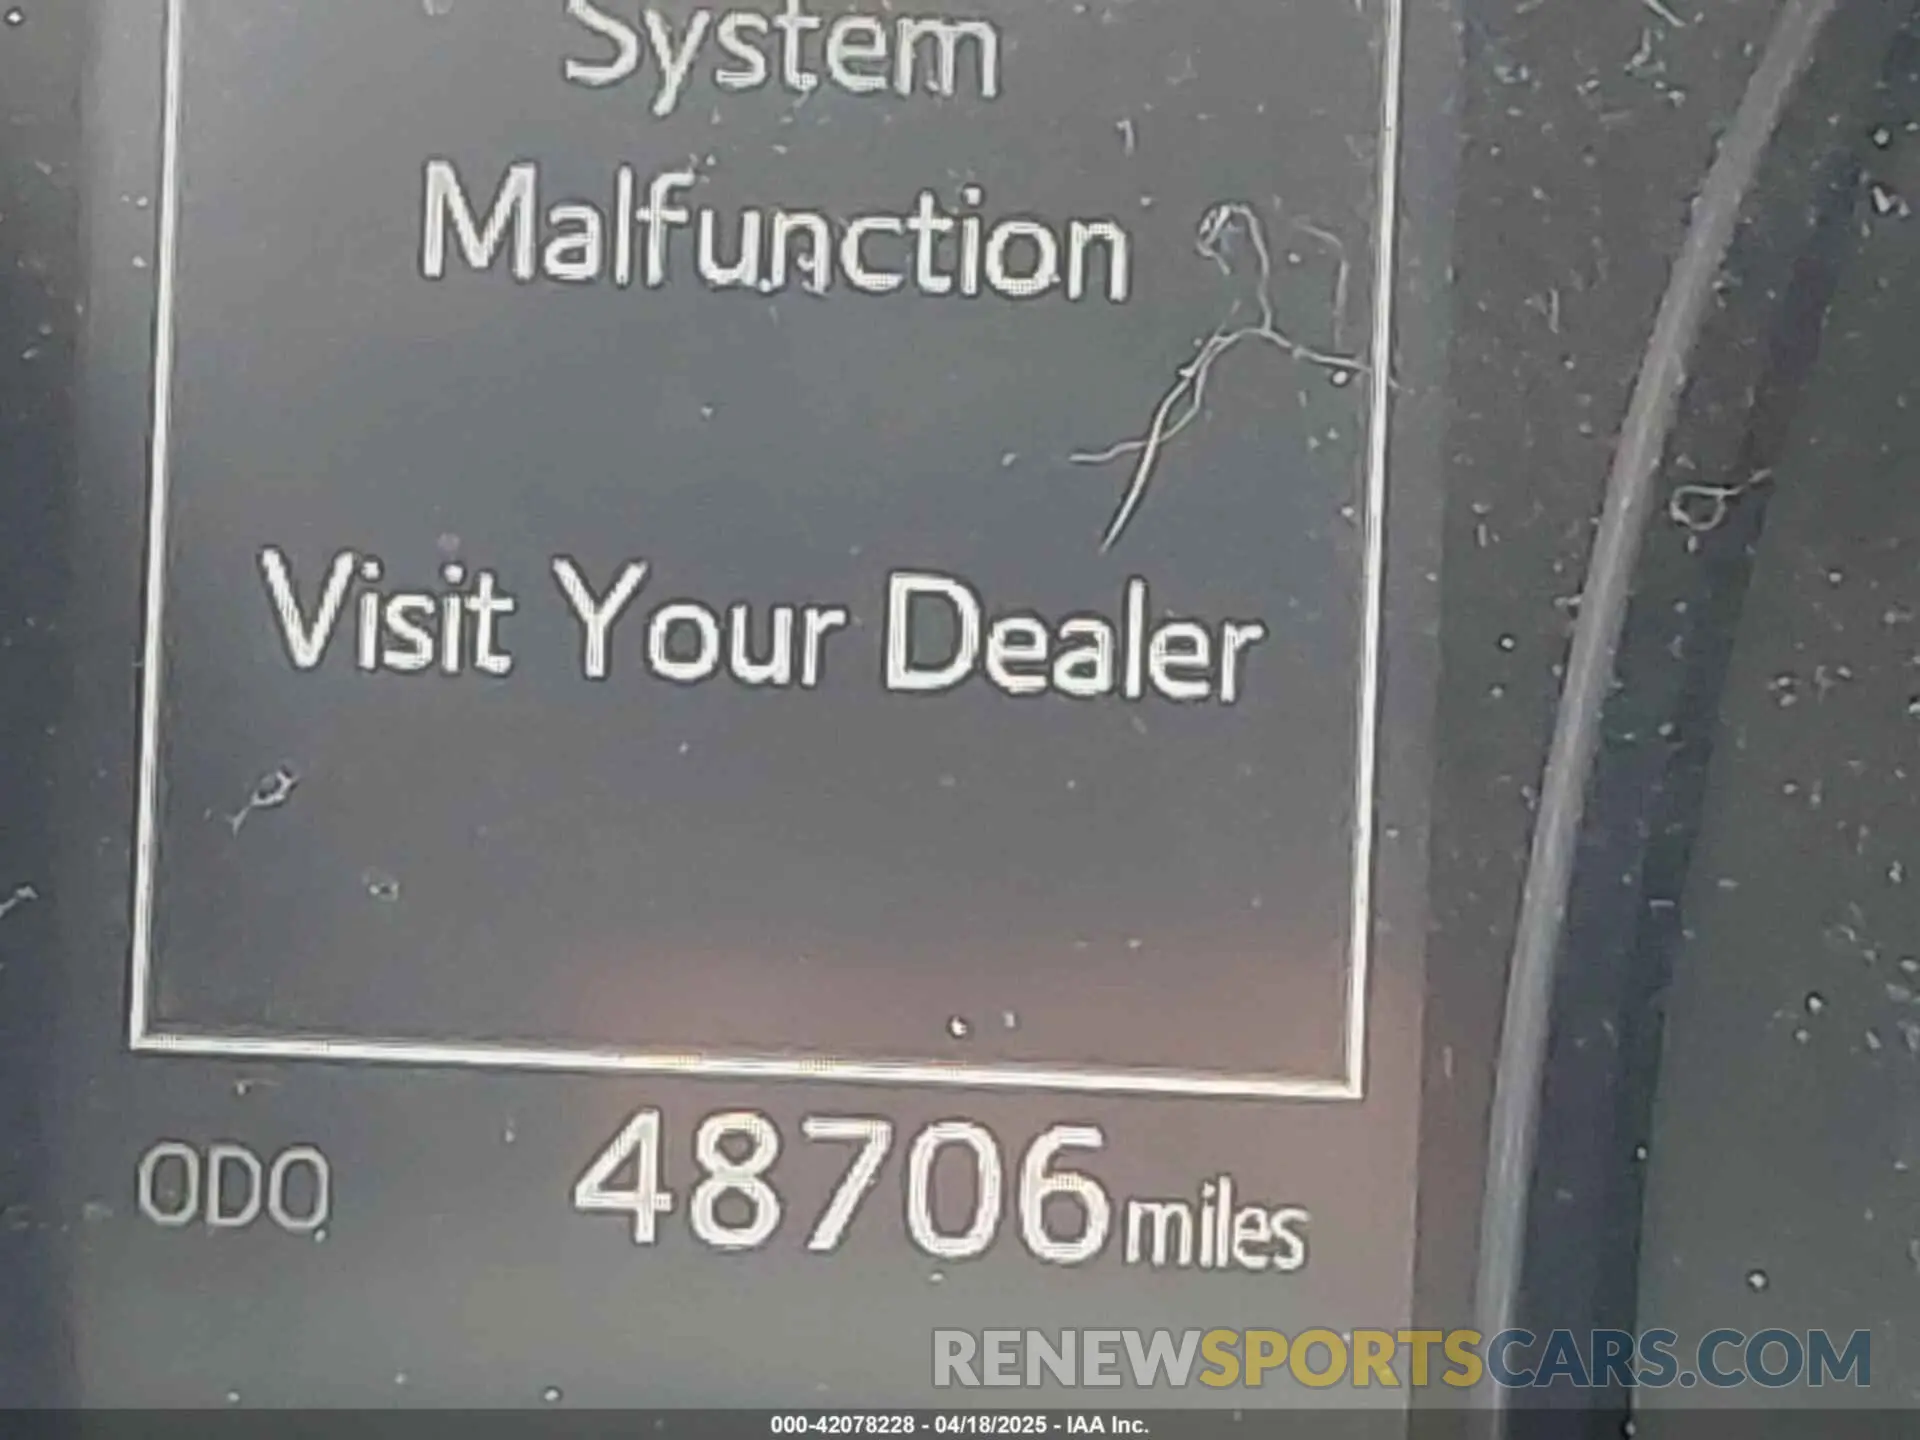 System
Malfunction
Visit Your Dealer
ODO 48706 miles
RENEWSPORTSCARS.COM
000-42078228 - 04/18/2025 - IAA Inc.